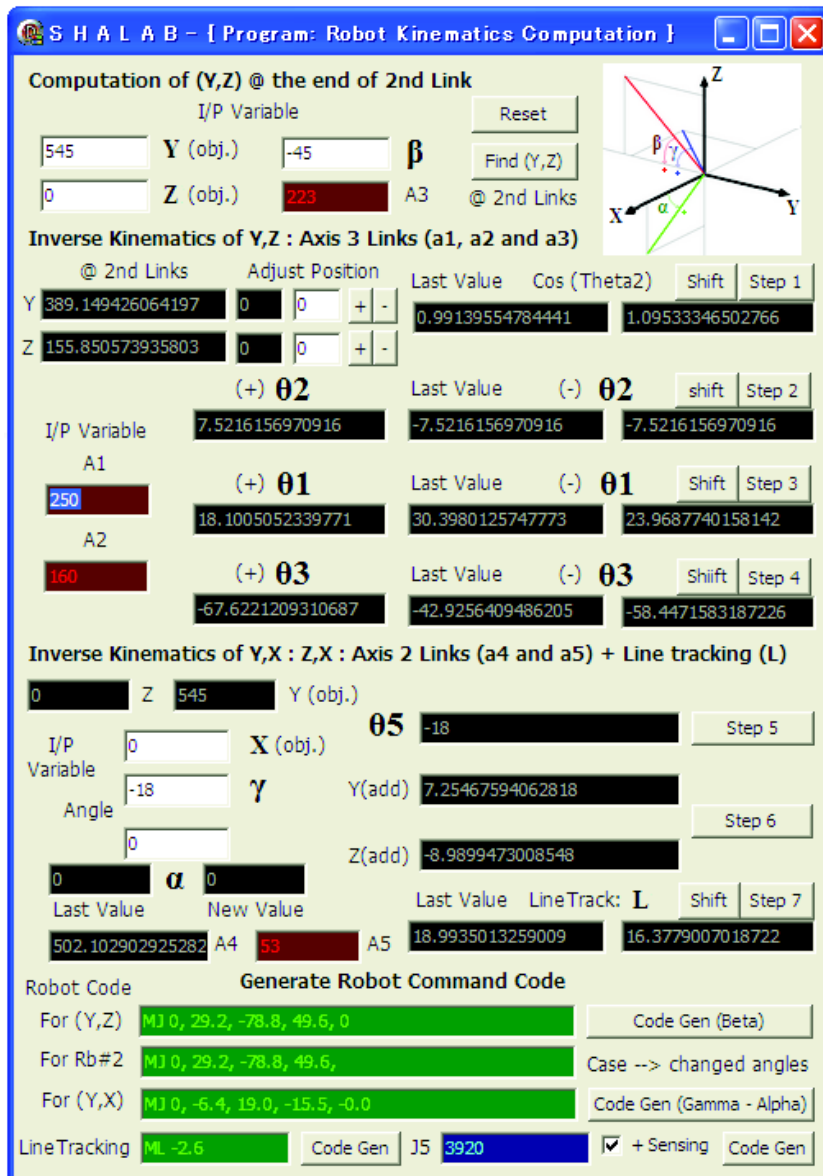 S H A L A B - { Program: Robot Kinematics Computation }
Computation of (Y,Z) @ the end of 2nd Link
I/P Variable
Reset
545 Y (obj.) -45 β
Find (Y,Z)
0 Z (obj.) 223 A3 @ 2nd Links
Z
β γ
X α Y
Inverse Kinematics of Y,Z : Axis 3 Links (a1, a2 and a3)
@ 2nd Links Adjust Position Last Value Cos (Theta2) Shift Step 1
Y 389.149426064197 0 0 + - 0.99139554784441 1.09533346502766
Z 155.850573935803 0 0 + -
(+) θ2 Last Value (-) θ2 shift Step 2
7.5216156970916 -7.5216156970916 -7.5216156970916
I/P Variable
A1
(+) θ1 Last Value (-) θ1 Shift Step 3
250
18.1005052339771 30.3980125747773 23.9687740158142
A2
(+) θ3 Last Value (-) θ3 Shiift Step 4
160
-67.6221209310687 -42.9256409486205 -58.4471583187226
Inverse Kinematics of Y,X : Z,X : Axis 2 Links (a4 and a5) + Line tracking (L)
0 Z 545 Y (obj.)
θ5 -18 Step 5
I/P Variable 0 X (obj.)
-18 γ Y(add) 7.25467594062818
Angle
Step 6
0
Z(add) -8.9899473008548
0 α 0
Last Value New Value Last Value LineTrack: L Shift Step 7
502.102902925282 A4 53 A5 18.9935013259009 16.3779007018722
Generate Robot Command Code
Robot Code
For (Y,Z) MJ 0, 29.2, -78.8, 49.6, 0 Code Gen (Beta)
For Rb#2 MJ 0, 29.2, -78.8, 49.6, Case --> changed angles
For (Y,X) MJ 0, -6.4, 19.0, -15.5, -0.0 Code Gen (Gamma - Alpha)
LineTracking ML -2.6 Code Gen J5 3920 + Sensing Code Gen